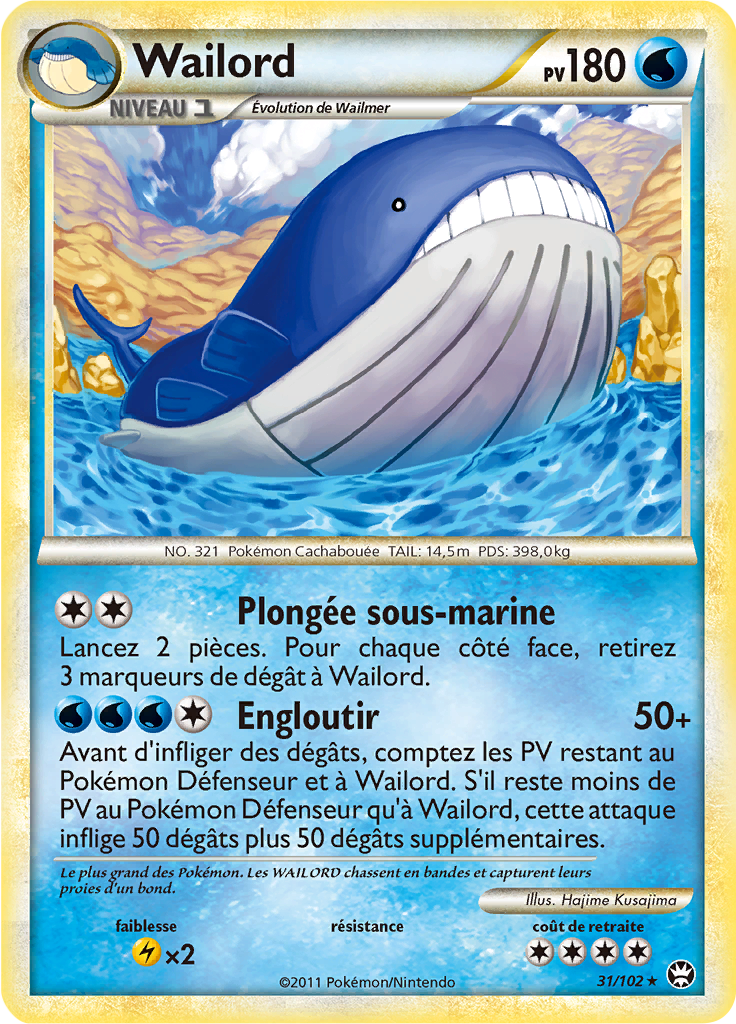 Wailord
PV 180
NIVEAU 1
Évolution de Wailmer
NO. 321 Pokémon Cachabouée TAIL: 14,5m PDS: 398,0kg
Plongée sous-marine
Lancez 2 pièces. Pour chaque côté face, retirez
3 marqueurs de dégât à Wailord.
Engloutir 50+
Avant d'infliger des dégâts, comptez les PV restant au
Pokémon Défenseur et à Wailord. S'il reste moins de
PV au Pokémon Défenseur qu'à Wailord, cette attaque
inflige 50 dégâts plus 50 dégâts supplémentaires.
Le plus grand des Pokémon. Les WAILORD chassent en bandes et capturent leurs
proies d'un bond.
Illus. Hajime Kusajima
faiblesse résistance coût de retraite
×2
©2011 Pokémon/Nintendo
31/102 ★